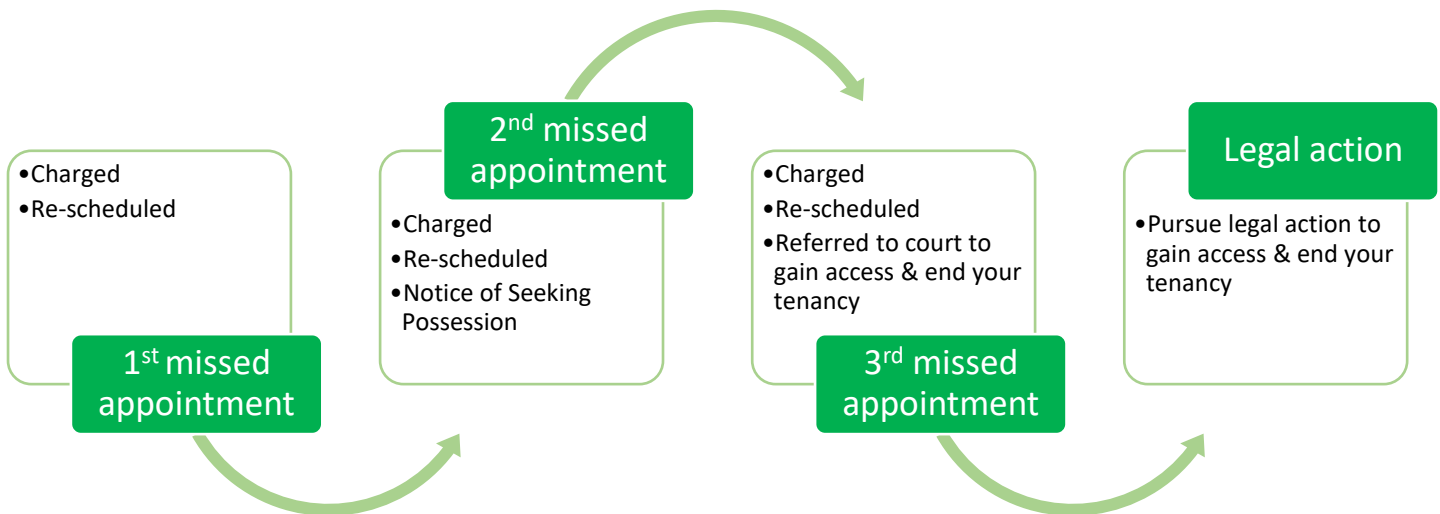 •Charged
•Re-scheduled
1st missed
appointment
2nd missed
appointment
•Charged
•Re-scheduled
•Notice of Seeking
Possession
•Charged
•Re-scheduled
•Referred to court to
gain access & end your
tenancy
3rd missed
appointment
Legal action
•Pursue legal action to
gain access & end your
tenancy